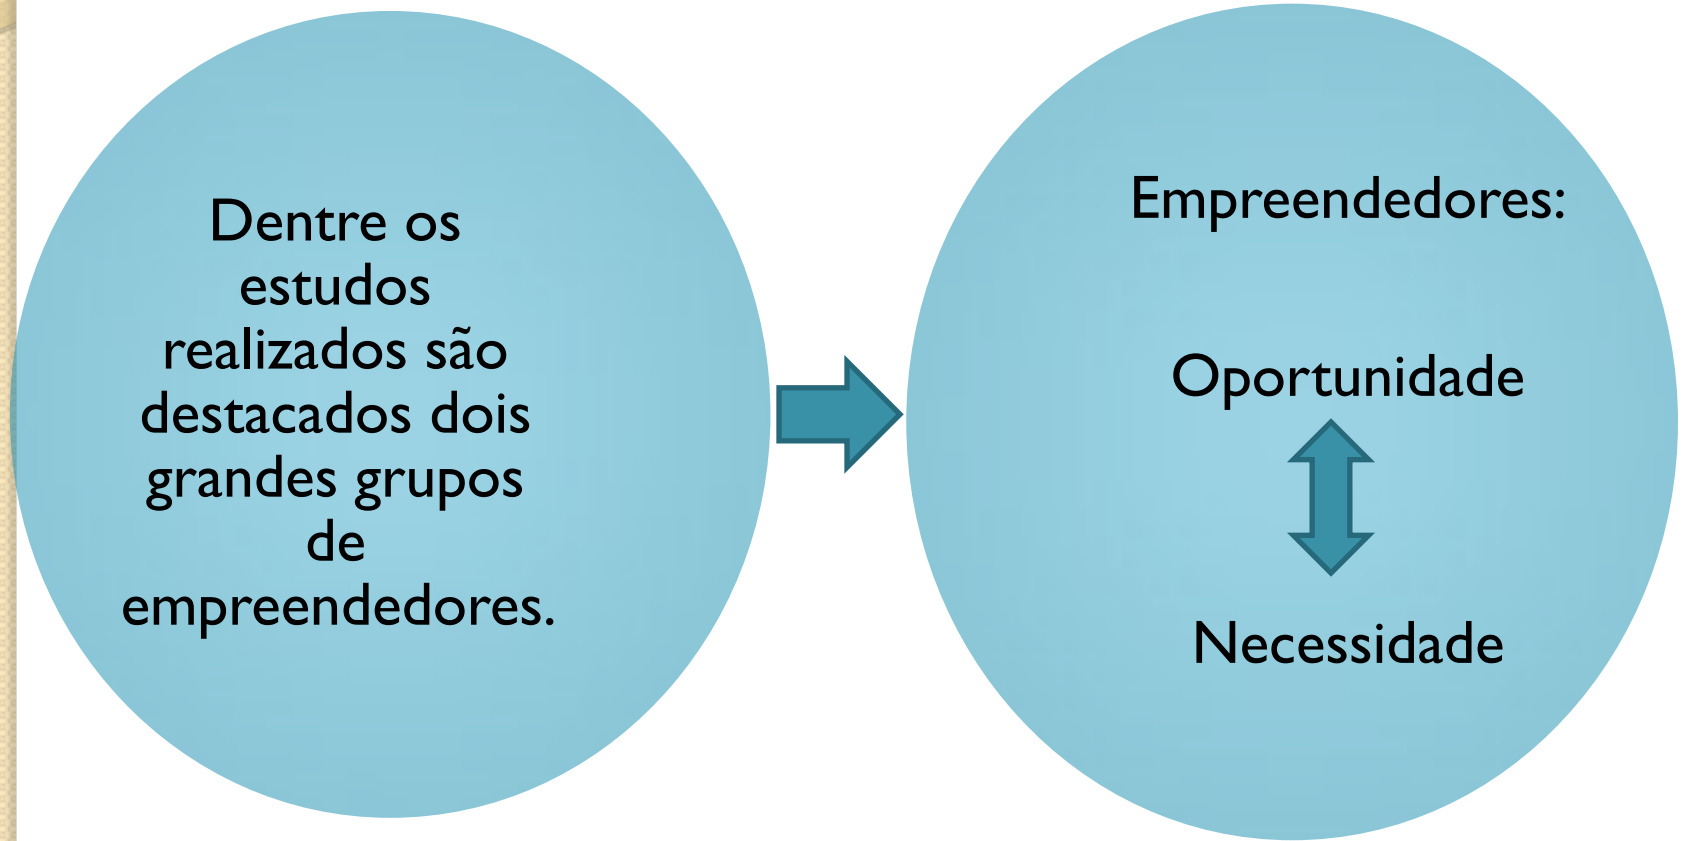 Dentre os
estudos
realizados são
destacados dois
grandes grupos
de
empreendedores.
Empreendedores:
Oportunidade
Necessidade